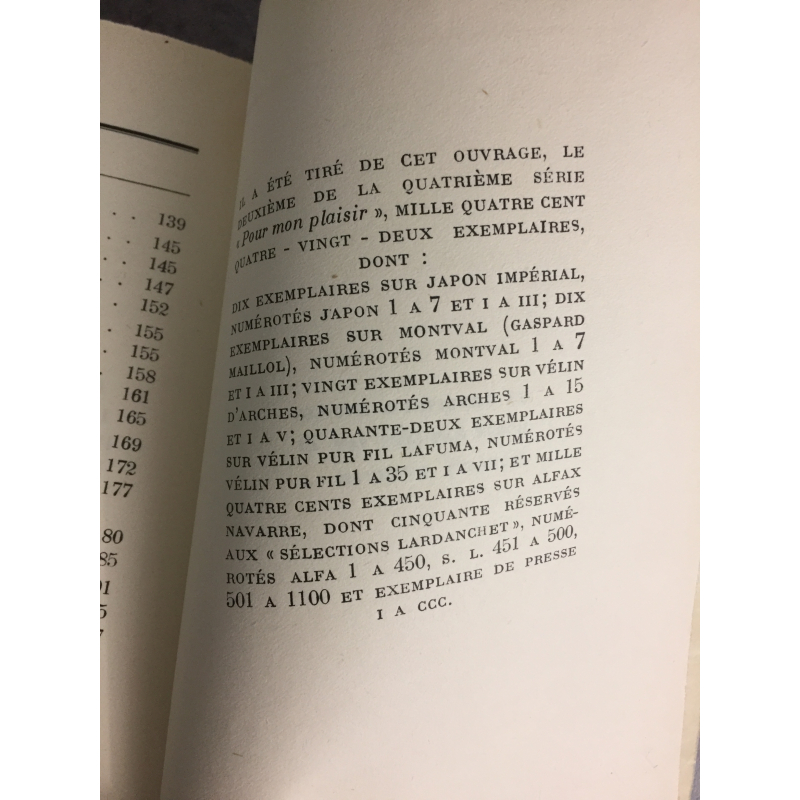 . . 139
. 145
. 145
. 147
. 152
. 155
. 155
. 158
161
165
169
172
177
80
85
01
5
7
IL A ÉTÉ TIRÉ DE CET OUVRAGE, LE
DEUXIÈME DE LA QUATRIÈME SÉRIE
« Pour mon plaisir », MILLE QUATRE CENT
QUATRE - VINGT - DEUX EXEMPLAIRES,
DONT :
DIX EXEMPLAIRES SUR JAPON IMPÉRIAL,
NUMÉROTÉS JAPON 1 A 7 ET I A III; DIX
EXEMPLAIRES SUR MONTVAL (GASPARD
MAILLOL), NUMÉROTÉS MONTVAL 1 A 7
ET I A III; VINGT EXEMPLAIRES SUR VÉLIN
D'ARCHES, NUMÉROTÉS ARCHES 1 A 15
ET I A V; QUARANTE-DEUX EXEMPLAIRES
SUR VÉLIN PUR FIL LAFUMA, NUMÉROTÉS
VÉLIN PUR FIL 1 A 35 ET I A VII; ET MILLE
QUATRE CENTS EXEMPLAIRES SUR ALFAX
NAVARRE, DONT CINQUANTE RÉSERVÉS
AUX « SÉLECTIONS LARDANCHET », NUMÉ-
ROTÉS ALFA 1 A 450, S. L. 451 A 500,
501 A 1100 ET EXEMPLAIRE DE PRESSE
I A CCC.